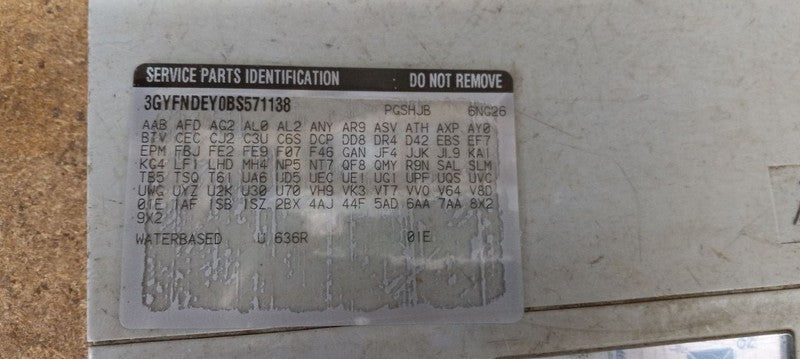 SERVICE PARTS IDENTIFICATION DO NOT REMOVE
3GYFNDEY0BS571138 PGSHJB 6NG26
AAB AFD AG2 AL0 AL2 ANY AR9 ASV ATH AXP AY0
CEC CJ2 C3U C6S DCP DD8 DR4 D42 EBS EF7
EPM FBJ FE2 FE9 F07 F46 GAN JF4 JJK JL9 KA1
KG4 LF1 LHD MH4 NP5 NT7 QF8 QMY R9N SAL SLM
TB5 TSQ T61 UA6 UD5 UEC UE1 UG1 UPF UQS UVC
UWG UYZ U2K U30 U70 VH9 VK3 VT7 VV0 V64 V8D
01E 1AF 1SB 1SZ 2BX 4AJ 44F 5AD 6AA 7AA 8X2
9X2
WATERBASED U 636R 01E